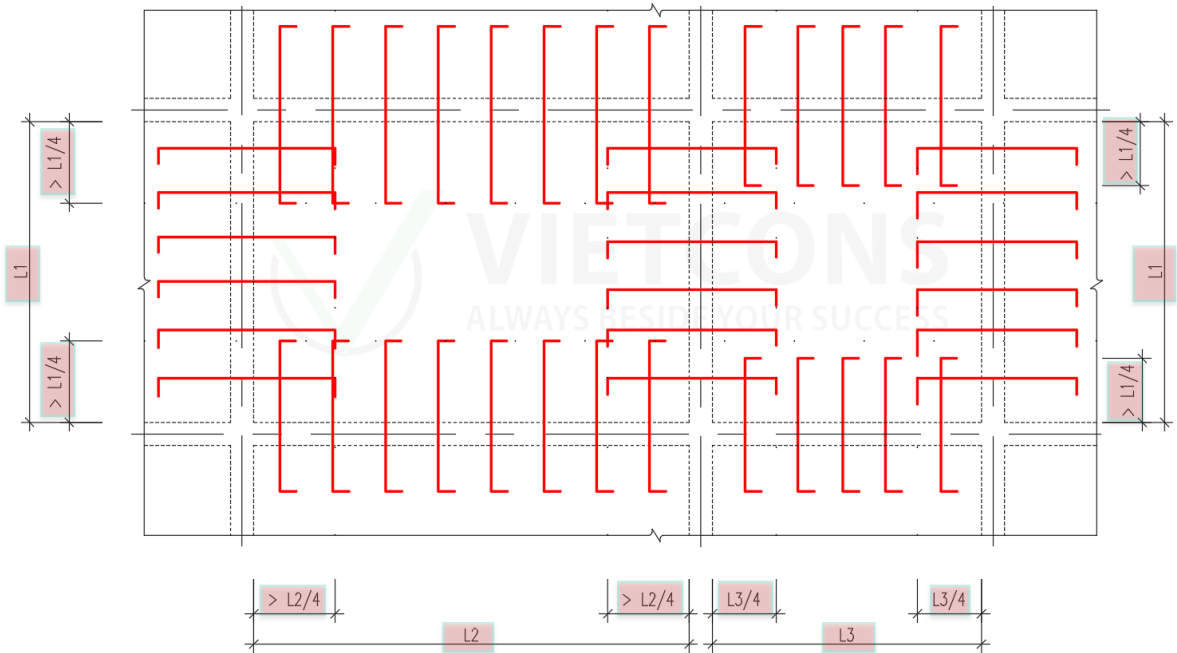 > L1/4
> L1/4
L1
L1
VIETCONS
ALWAYS BESIDE YOUR SUCCESS
> L1/4
> L1/4
> L2/4
> L2/4
L3/4
L3/4
L2
L3